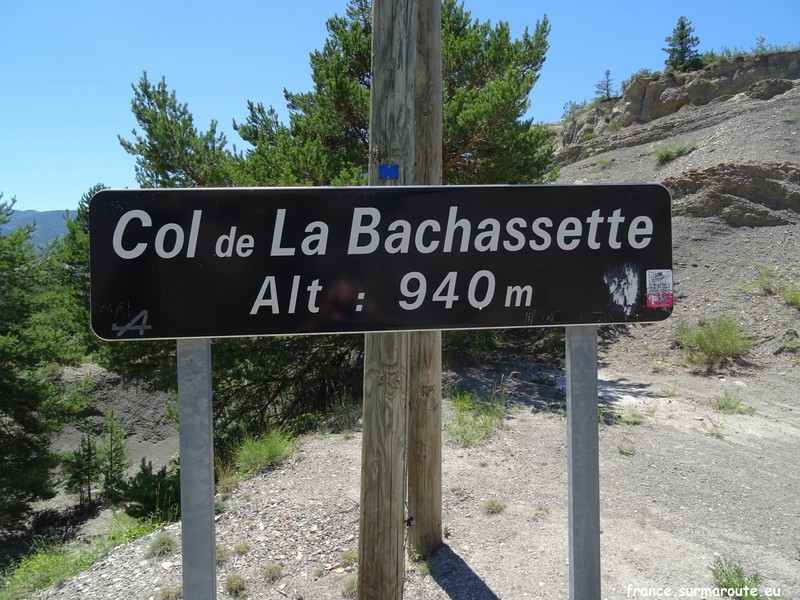 Col de La Bachassette
Alt : 940 m
france.surmaroute.eu